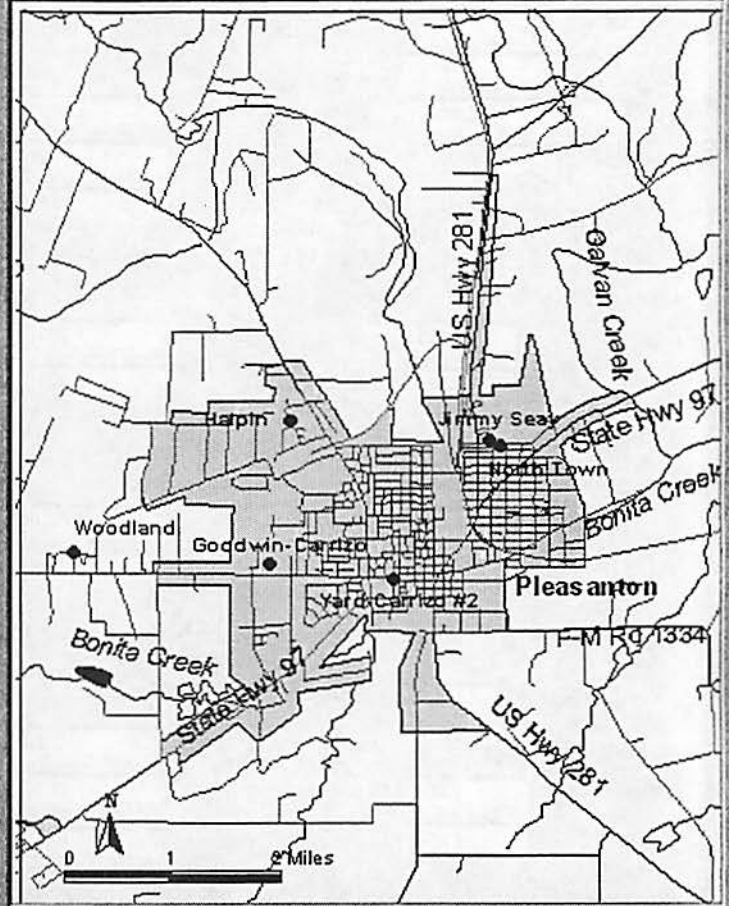 US Hwy 281
Galvan Creek
Halpin
Jimmy Seay
State Hwy 97
North Town
Bonita Creek
Woodland
Goodwin-Carrizo
Pleasanton
Yard-Carrizo #2
F-M Rd 1334
Bonita Creek
State Hwy 97
US Hwy 281
N
0 1 2 Miles